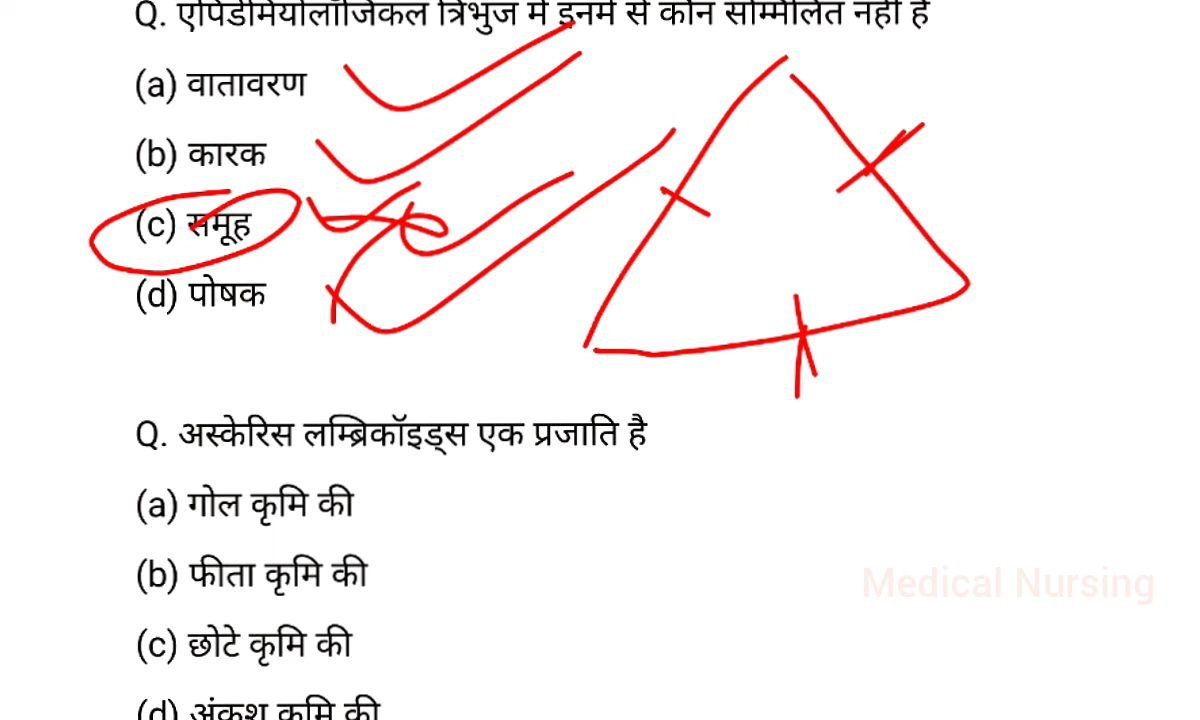 Q. एपिडेमियोलॉजिकल त्रिभुज में इनमें से कौन सम्मिलित नहीं है
(a) वातावरण
(b) कारक
(c) समूह
(d) पोषक
Q. अस्केरिस लम्ब्रिकॉइड्स एक प्रजाति है
(a) गोल कृमि की
(b) फीता कृमि की
Medical Nursing
(c) छोटे कृमि की
(d) अंकुश कृमि की